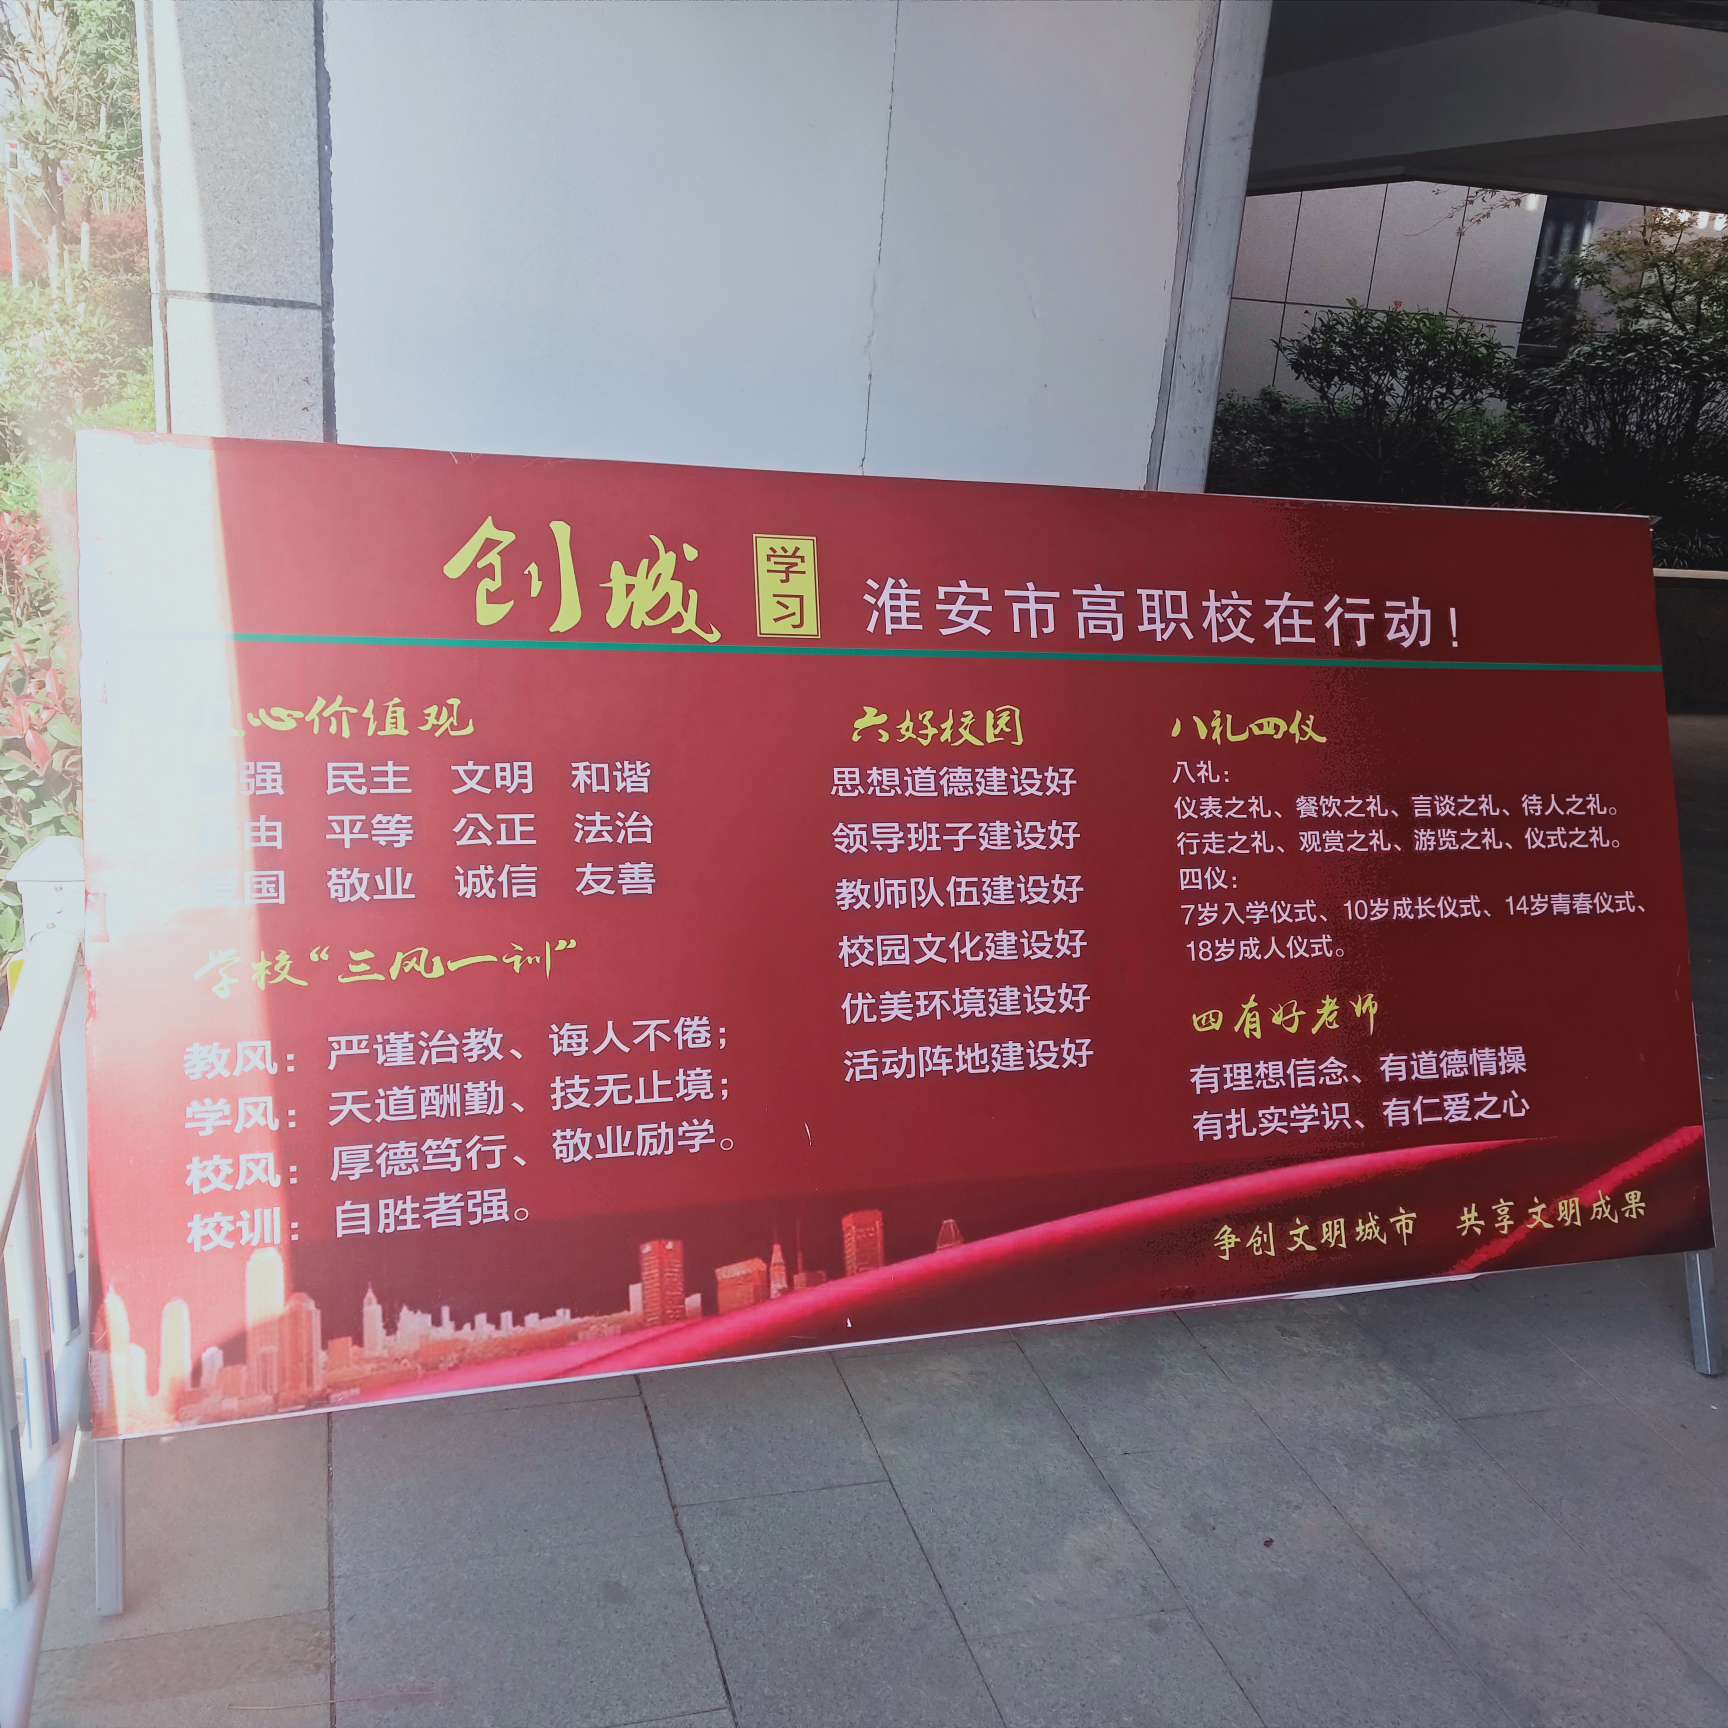 创城 学习 淮安市高职校在行动！
心价值观
强 民主 文明 和谐
由 平等 公正 法治
国 敬业 诚信 友善
学校“三风一训”
教风：严谨治教、诲人不倦；
学风：天道酬勤、技无止境；
校风：厚德笃行、敬业励学。
校训：自胜者强。
六好校园
思想道德建设好
领导班子建设好
教师队伍建设好
校园文化建设好
优美环境建设好
活动阵地建设好
八礼四仪
八礼：
仪表之礼、餐饮之礼、言谈之礼、待人之礼。
行走之礼、观赏之礼、游览之礼、仪式之礼。
四仪：
7岁入学仪式、10岁成长仪式、14岁青春仪式、
18岁成人仪式。
四有好老师
有理想信念、有道德情操
有扎实学识、有仁爱之心
争创文明城市 共享文明成果